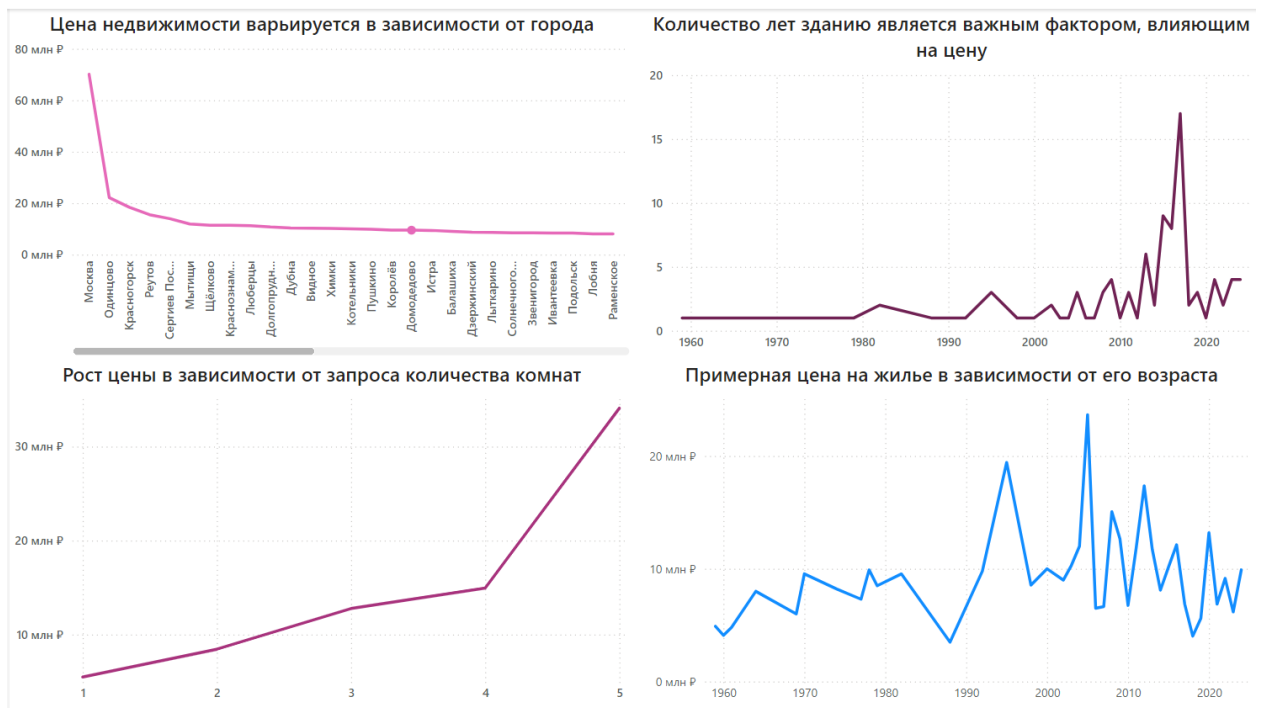 Цена недвижимости варьируется в зависимости от города
80 млн ₽
60 млн ₽
40 млн ₽
20 млн ₽
0 млн ₽
Москва
Одинцово
Красногорск
Реутов
Сергиев Пос...
Мытищи
Щёлково
Краснознам...
Люберцы
Долгопрудн...
Дубна
Видное
Химки
Котельники
Пушкино
Королёв
Домодедово
Истра
Балашиха
Дзержинский
Лыткарино
Солнечного...
Звенигород
Ивантеевка
Подольск
Лобня
Раменское
Количество лет зданию является важным фактором, влияющим
на цену
20
15
10
5
0
1960 1970 1980 1990 2000 2010 2020
Рост цены в зависимости от запроса количества комнат
30 млн ₽
20 млн ₽
10 млн ₽
1 2 3 4 5
Примерная цена на жилье в зависимости от его возраста
20 млн ₽
10 млн ₽
0 млн ₽
1960 1970 1980 1990 2000 2010 2020